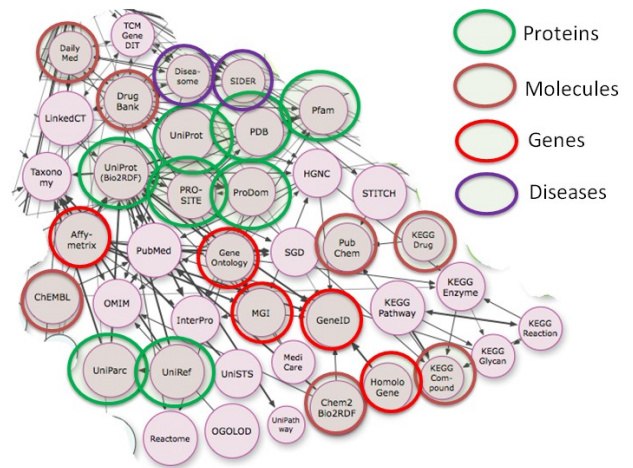 TCM
Gene
DIT
Daily
Med
Disea-
some
SIDER
Drug
Bank
Pfam
LinkedCT
UniProt
PDB
Taxono
my
UniProt
(Bio2RDF)
PRO-
SITE
ProDom
HGNC
STITCH
Affy-
metrix
PubMed
Gene
Ontology
SGD
Pub
Chem
KEGG
Drug
ChEMBL
OMIM
InterPro
MGI
GeneID
KEGG
Pathway
KEGG
Enzyme
KEGG
Reaction
UniParc
UniRef
UniSTS
Medi
Care
Homolo
Gene
KEGG
Com-
pound
KEGG
Glycan
Chem2
Bio2RDF
Reactome
OGOLOD
UniPath
way
Proteins
Molecules
Genes
Diseases